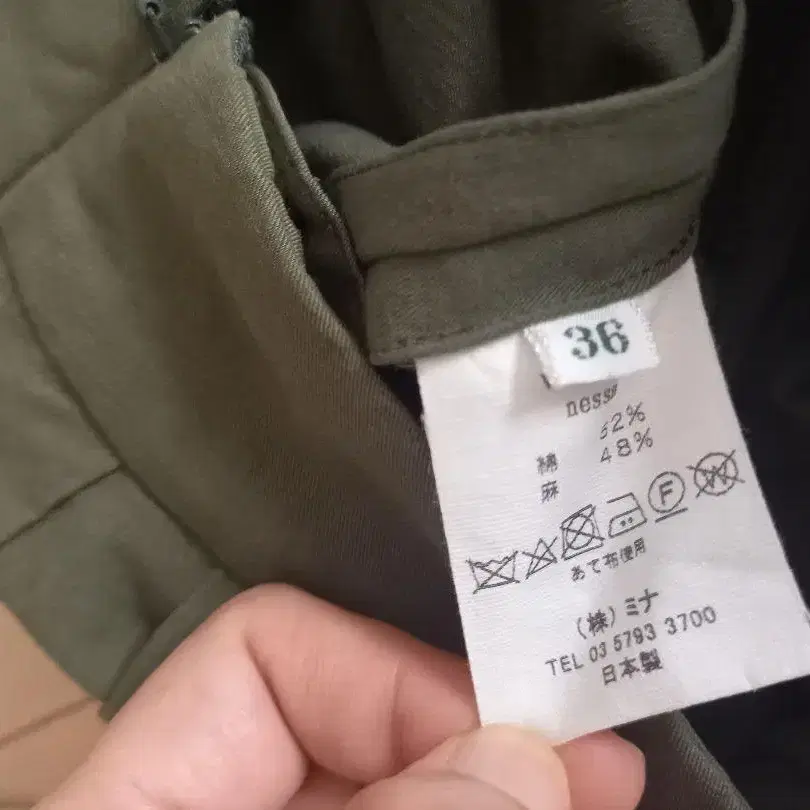 36
ness
綿 52%
麻 48%
F W
あて布使用
(株)ミナ
TEL 03 5793 3700
日本製